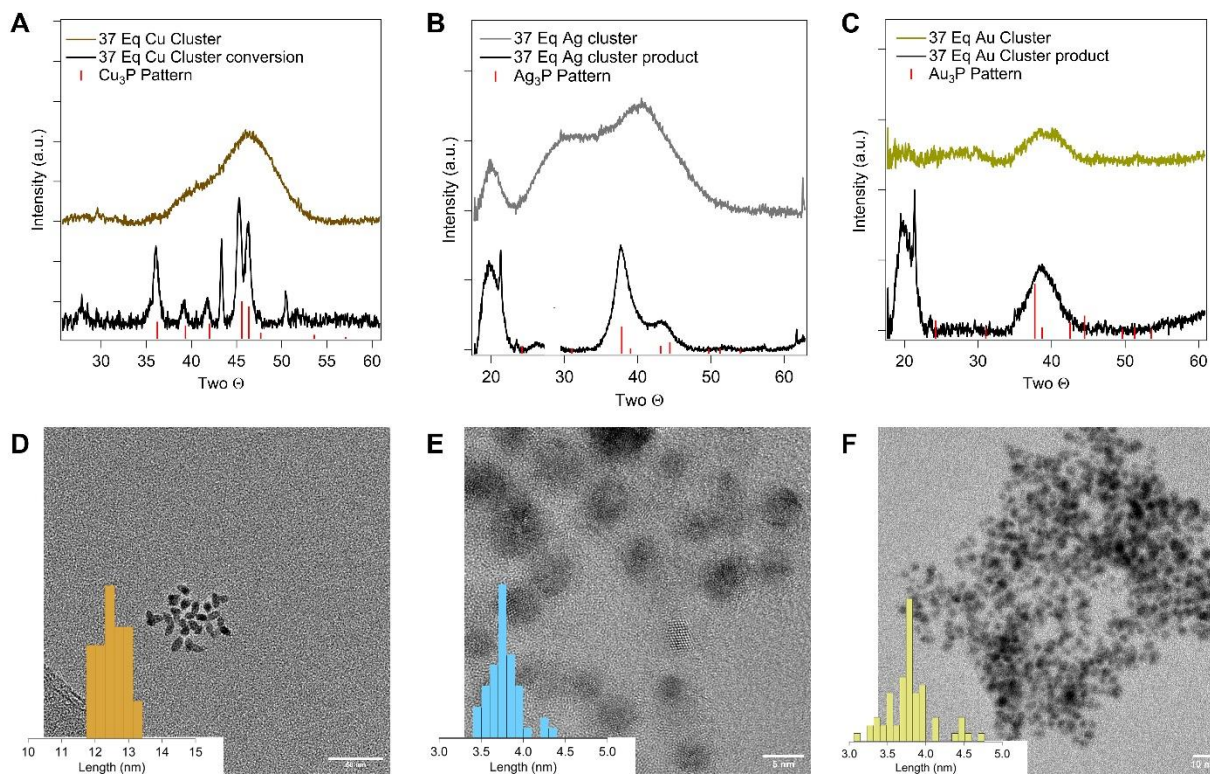 A
37 Eq Cu Cluster
37 Eq Cu Cluster conversion
Cu₃P Pattern
Intensity (a.u.)
30 35 40 45 50 55 60
Two Θ
B
37 Eq Ag cluster
37 Eq Ag cluster product
Ag₃P Pattern
Intensity (a.u.)
20 30 40 50 60
Two Θ
C
37 Eq Au Cluster
37 Eq Au Cluster product
Au₃P Pattern
Intensity (a.u.)
20 30 40 50 60
Two Θ
D
10 11 12 13 14 15
Length (nm)
E
3.0 3.5 4.0 4.5 5.0
Length (nm)
5 nm
F
3.0 3.5 4.0 4.5 5.0
Length (nm)